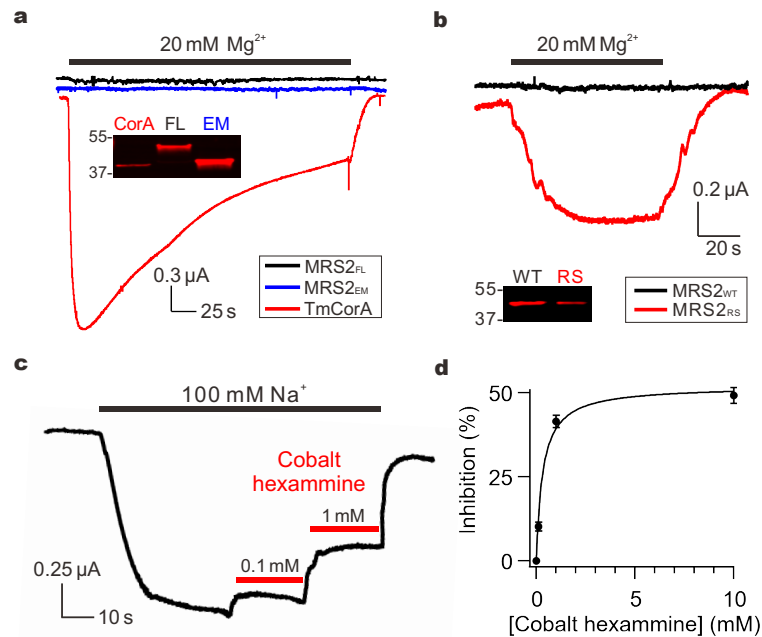 a
20 mM Mg²⁺
CorA FL EM
55-
37-
0.3 µA
25 s
MRS2FL
MRS2EM
TmCorA
b
20 mM Mg²⁺
0.2 µA
20 s
WT RS
55-
37-
MRS2WT
MRS2RS
c
100 mM Na⁺
Cobalt
hexammine
1 mM
0.1 mM
0.25 µA
10 s
d
50
25
0
Inhibition (%)
0 5 10
[Cobalt hexammine] (mM)